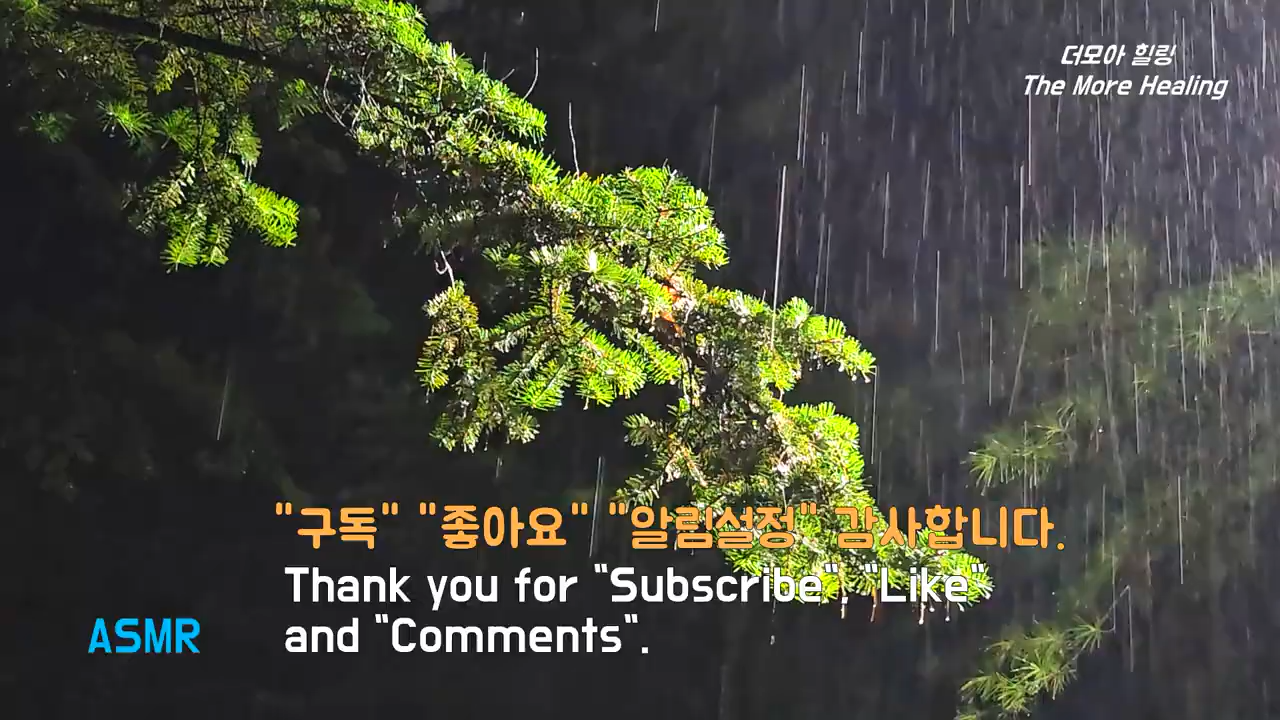 더모아 힐링
The More Healing
"구독" "좋아요" "알림설정" 감사합니다.
Thank you for "Subscribe", "Like"
and "Comments".
ASMR